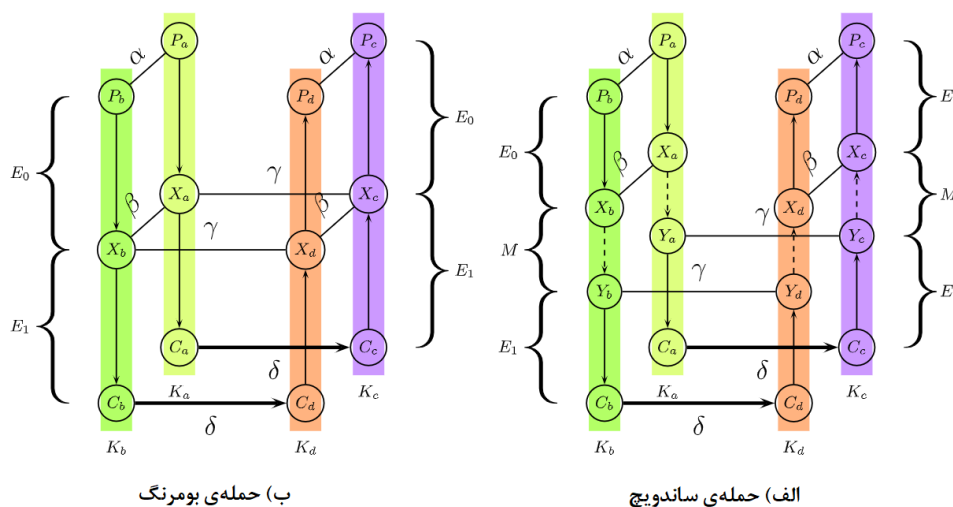 P_a P_c
α α
P_b P_d
E_0
E_0
γ
X_a X_c
β β
γ
X_b X_d
E_1
E_1
C_a C_c
δ
K_a K_c
C_b C_d
δ
K_b K_d
P_a P_c
α α
P_b P_d
E
E_0
X_a X_c
β β
M
X_b X_d
γ
Y_a Y_c
M
γ
Y_b Y_d
E
E_1
C_a C_c
δ
K_a K_c
C_b C_d
δ
K_b K_d
الف) حمله‌ی ساندویچ
ب) حمله‌ی بومرنگ